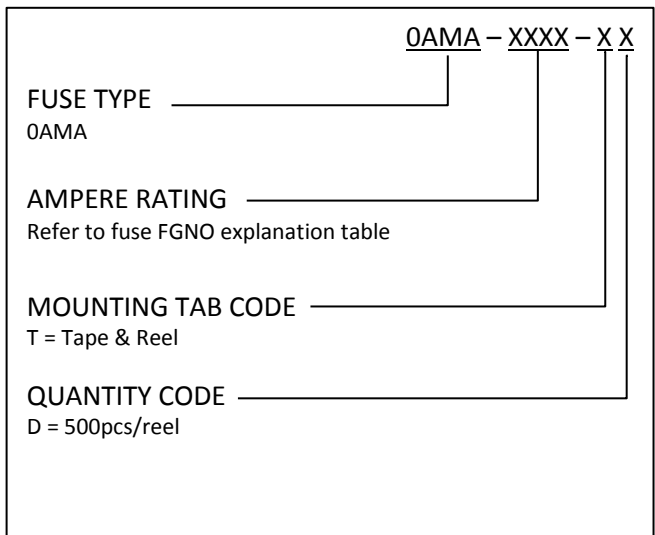 0AMA – XXXX – X X
FUSE TYPE
0AMA
AMPERE RATING
Refer to fuse FGNO explanation table
MOUNTING TAB CODE
T = Tape & Reel
QUANTITY CODE
D = 500pcs/reel